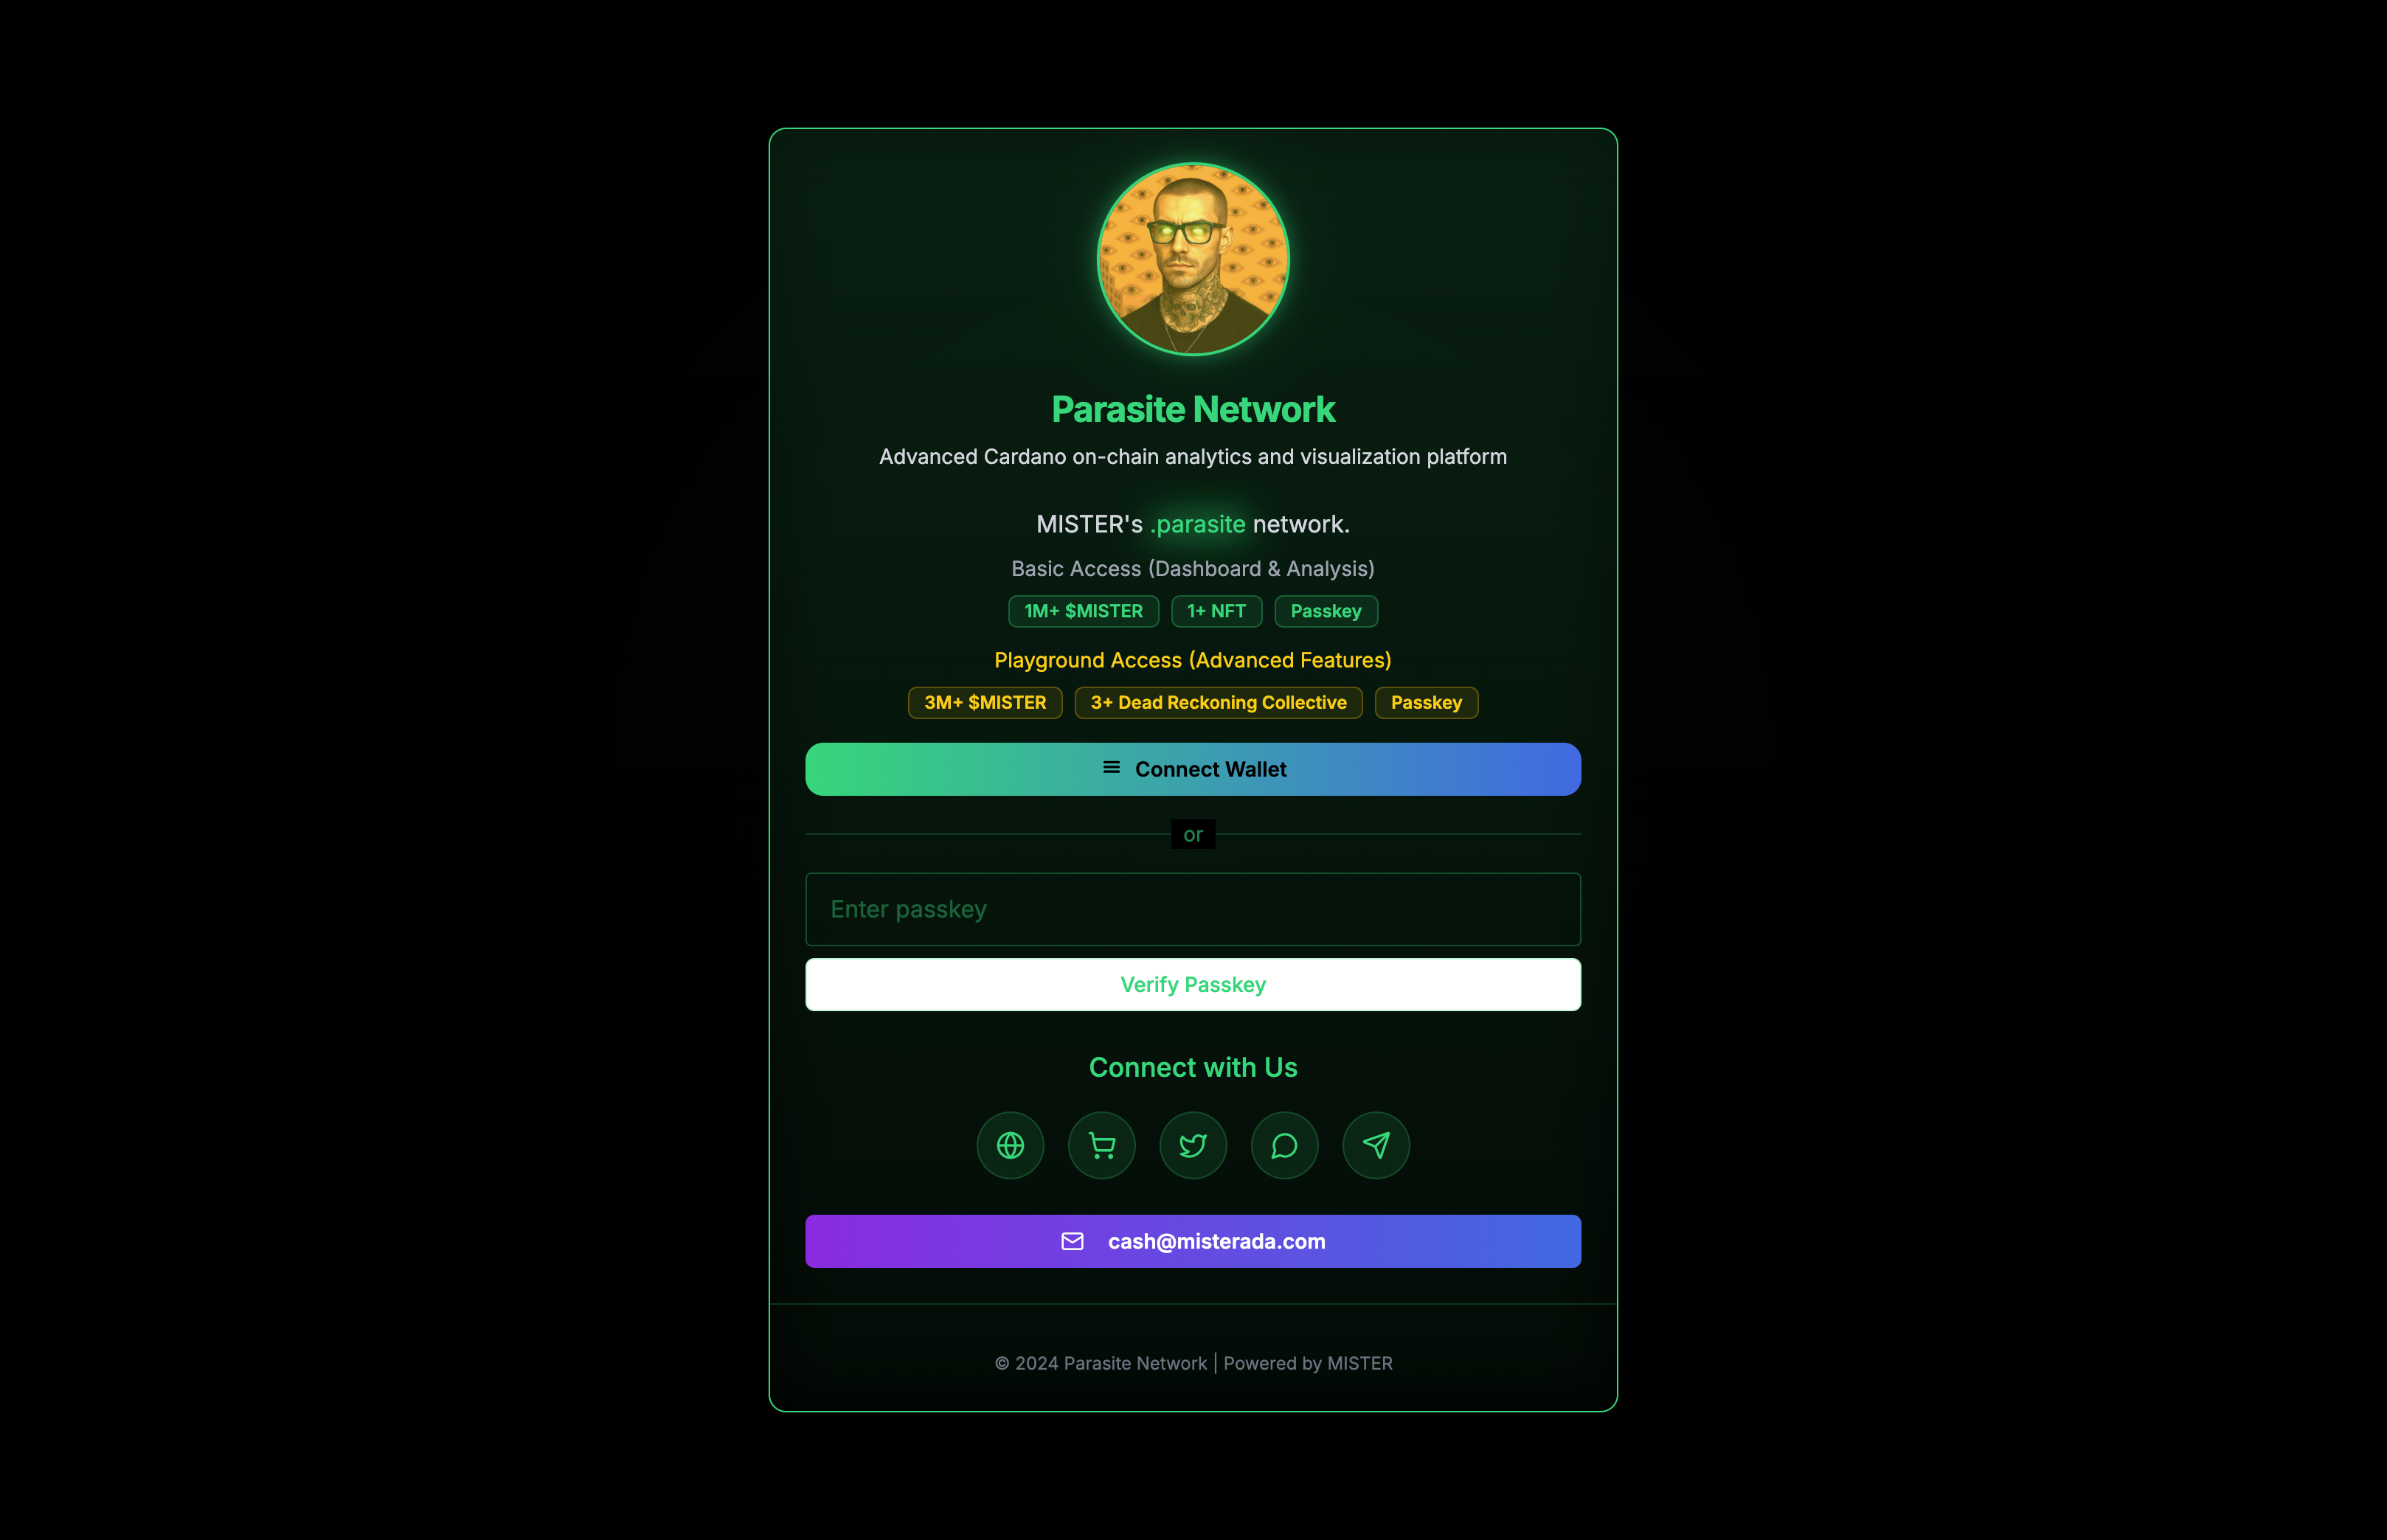 Parasite Network
Advanced Cardano on-chain analytics and visualization platform
MISTER's .parasite network.
Basic Access (Dashboard & Analysis)
1M+ $MISTER 1+ NFT Passkey
Playground Access (Advanced Features)
3M+ $MISTER 3+ Dead Reckoning Collective Passkey
Connect Wallet
or
Enter passkey
Verify Passkey
Connect with Us
cash@misterada.com
© 2024 Parasite Network | Powered by MISTER